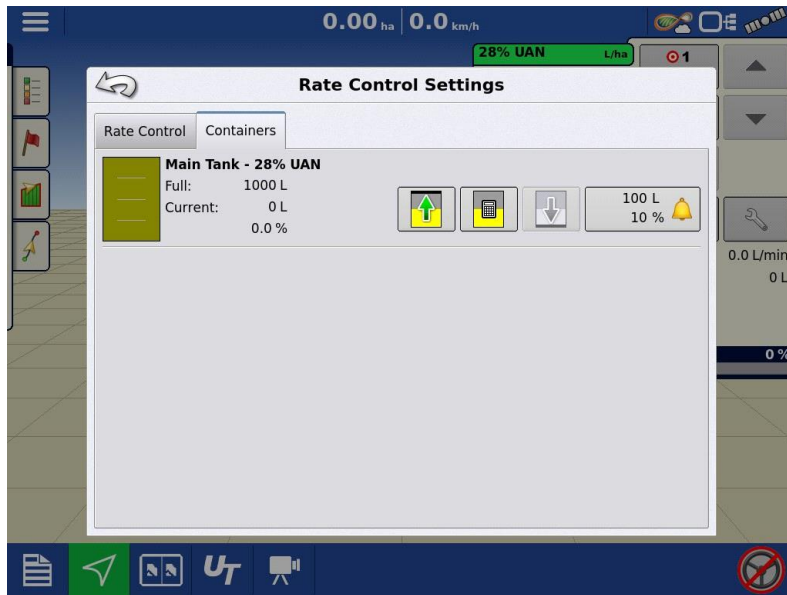 0.00 ha 0.0 km/h
28% UAN L/ha
1
Rate Control Settings
Rate Control Containers
Main Tank - 28% UAN
Full: 1000 L
Current: 0 L
0.0 %
100 L
10 %
0.0 L/min
0 L
0 %
UT